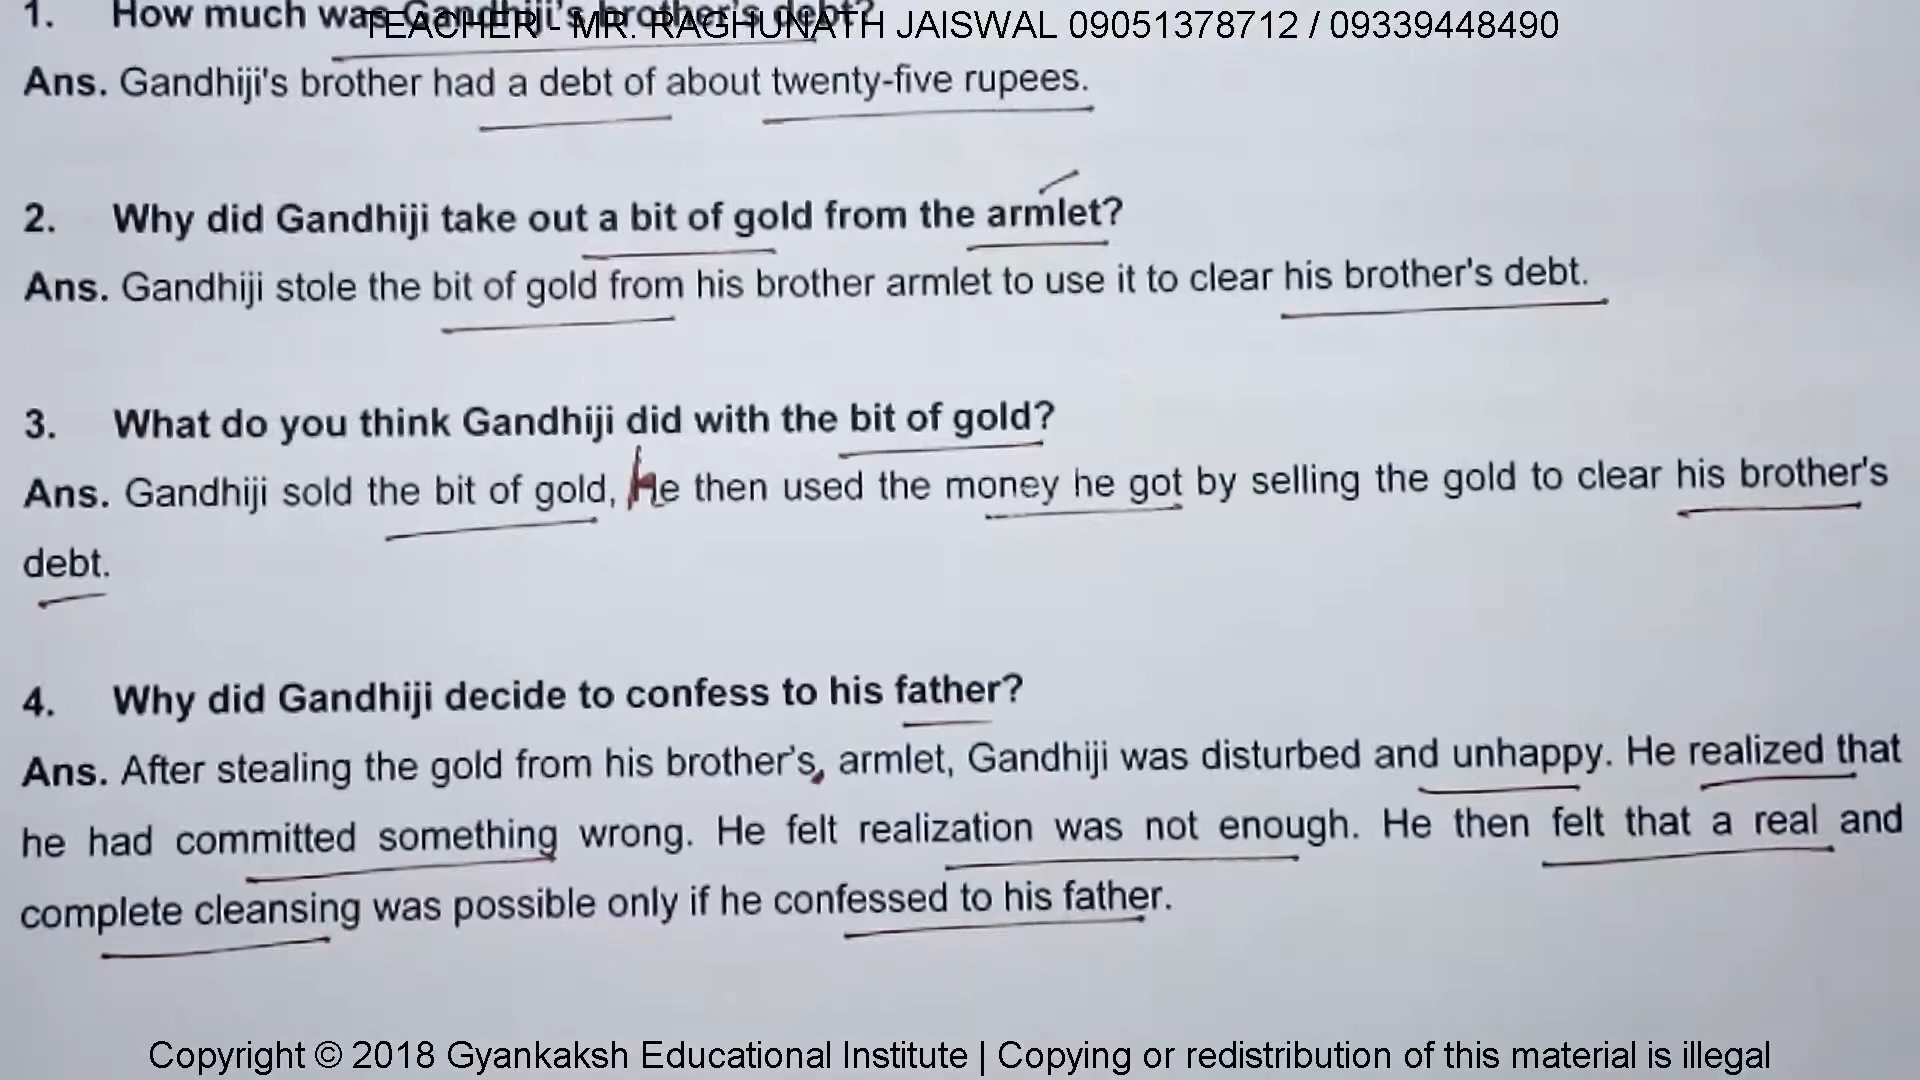 TEACHER - MR. RAGHUNATH JAISWAL 09051378712 / 09339448490
1. How much was Gandhiji's brother's debt?
Ans. Gandhiji's brother had a debt of about twenty-five rupees.
2. Why did Gandhiji take out a bit of gold from the armlet?
Ans. Gandhiji stole the bit of gold from his brother armlet to use it to clear his brother's debt.
3. What do you think Gandhiji did with the bit of gold?
Ans. Gandhiji sold the bit of gold, He then used the money he got by selling the gold to clear his brother's
debt.
4. Why did Gandhiji decide to confess to his father?
Ans. After stealing the gold from his brother's, armlet, Gandhiji was disturbed and unhappy. He realized that
he had committed something wrong. He felt realization was not enough. He then felt that a real and
complete cleansing was possible only if he confessed to his father.
Copyright © 2018 Gyankaksh Educational Institute | Copying or redistribution of this material is illegal